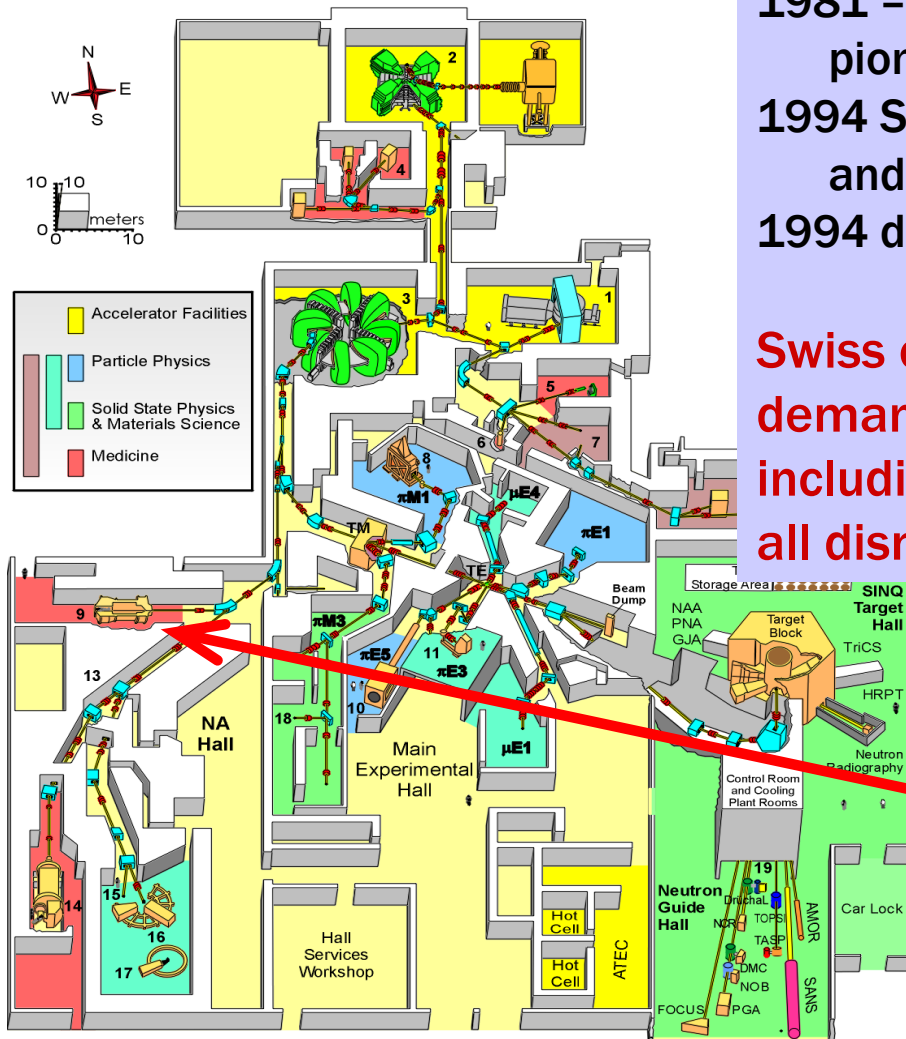 1981 –
pion
1994 S
and
1994 d
Swiss
deman
includi
all disr
N
W E
S
10 10
meters
0
0 10
Accelerator Facilities
Particle Physics
Solid State Physics
& Materials Science
Medicine
2
4
3
1
5
6
7
8
πM1
µE4
πE1
TM
TE
Beam
Dump
9
πM3
πE5
11
πE3
10
13
18
NA
Hall
Main
Experimental
Hall
µE1
Storage Area
SINQ
Target
Hall
NAA
PNA
GJA
Target
Block
TriCS
HRPT
Neutron
Radiography
Control Room
and Cooling
Plant Rooms
14
15
16
17
Hall
Services
Workshop
Hot
Cell
Hot
Cell
ATEC
Neutron
Guide
Hall
19
DrüchaL
TOPSI
NCR
TASP
AMOR
DMC
NOB
SANS
FOCUS
PGA
Car Lock